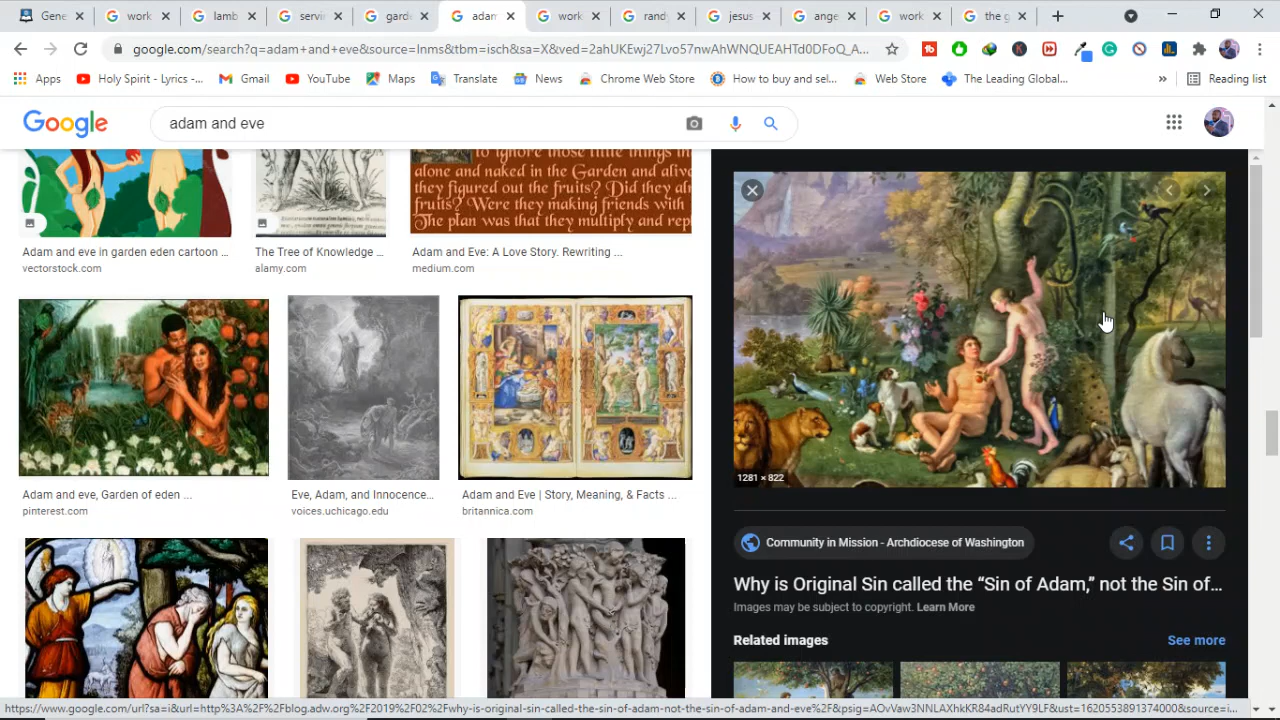 Gene
work
lamb
servi
gard
adam
work
rand
jesus
ange
work
the g
google.com/search?q=adam+and+eve&source=lnms&tbm=isch&sa=X&ved=2ahUKEwj27Lvo57nwAhWNQUEAHTd0DFoQ_A...
Apps
Holy Spirit - Lyrics -...
Gmail
YouTube
Maps
Translate
News
Chrome Web Store
How to buy and sel...
Web Store
The Leading Global...
»
Reading list
Google
adam and eve
to ignore those little things
alone and naked in the Garden and alive
they figured out the fruits? Did they alr
fruits? Were they making friends with
The plan was that they multiply and rep
Adam and eve in garden eden cartoon ...
vectorstock.com
The Tree of Knowledge ...
alamy.com
Adam and Eve: A Love Story. Rewriting ...
medium.com
Adam and eve, Garden of eden ...
pinterest.com
Eve, Adam, and Innocence...
voices.uchicago.edu
Adam and Eve | Story, Meaning, & Facts ...
britannica.com
1281 × 822
Community in Mission - Archdiocese of Washington
Why is Original Sin called the “Sin of Adam,” not the Sin of...
Images may be subject to copyright. Learn More
Related images
See more
https://www.google.com/url?sa=i&url=http%3A%2F%2Fblog.adw.org%2F2019%2F02%2Fwhy-is-original-sin-called-the-sin-of-adam-not-the-sin-of-adam-and-eve%2F&psig=AOvVaw3NNLAXhkKR84adRutYY9LF&ust=1620553891374000&source=i...